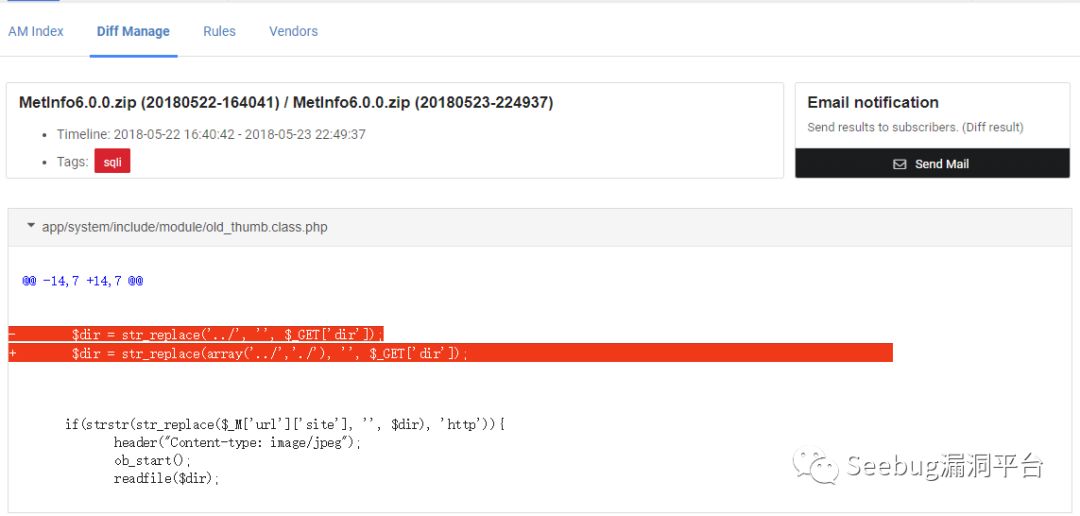 AM Index Diff Manage Rules Vendors
MetInfo6.0.0.zip (20180522-164041) / MetInfo6.0.0.zip (20180523-224937)
Timeline: 2018-05-22 16:40:42 - 2018-05-23 22:49:37
Tags: sqli
Email notification
Send results to subscribers. (Diff result)
Send Mail
app/system/include/module/old_thumb.class.php
@@ -14,7 +14,7 @@
-       $dir = str_replace('../', '', $_GET['dir']);
+       $dir = str_replace(array('../','./'), '', $_GET['dir']);
if(strstr(str_replace($_M['url']['site'], '', $dir), 'http')){
header("Content-type: image/jpeg");
ob_start();
readfile($dir);
Seebug漏洞平台